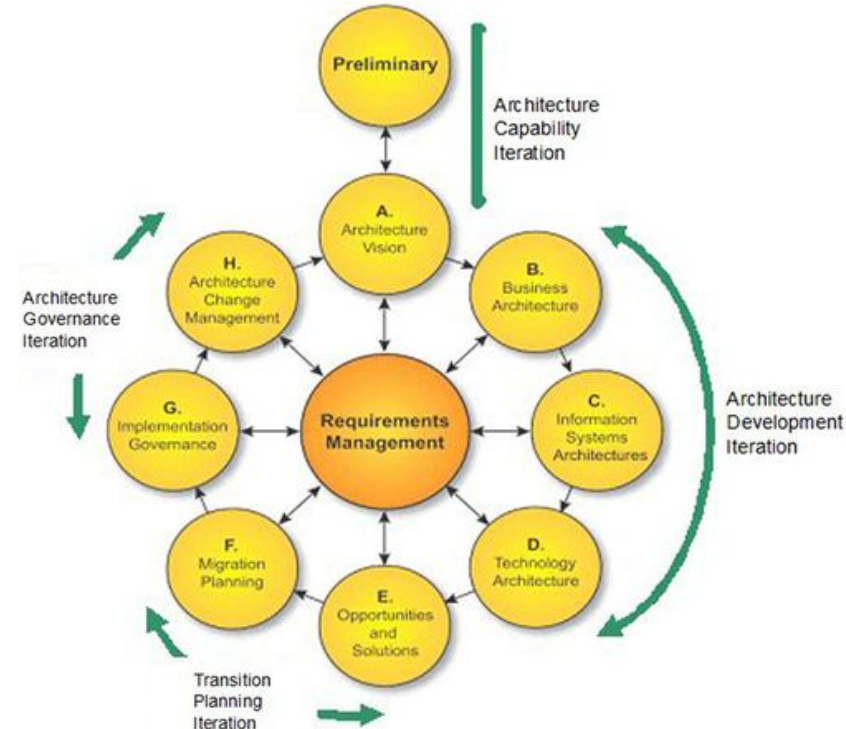 Preliminary
Architecture
Capability
Iteration
A.
Architecture
Vision
H.
Architecture
Change
Management
B.
Business
Architecture
Architecture
Governance
Iteration
G.
Implementation
Governance
Requirements
Management
C.
Information
Systems
Architectures
Architecture
Development
Iteration
F.
Migration
Planning
D.
Technology
Architecture
E.
Opportunities
and
Solutions
Transition
Planning
Iteration